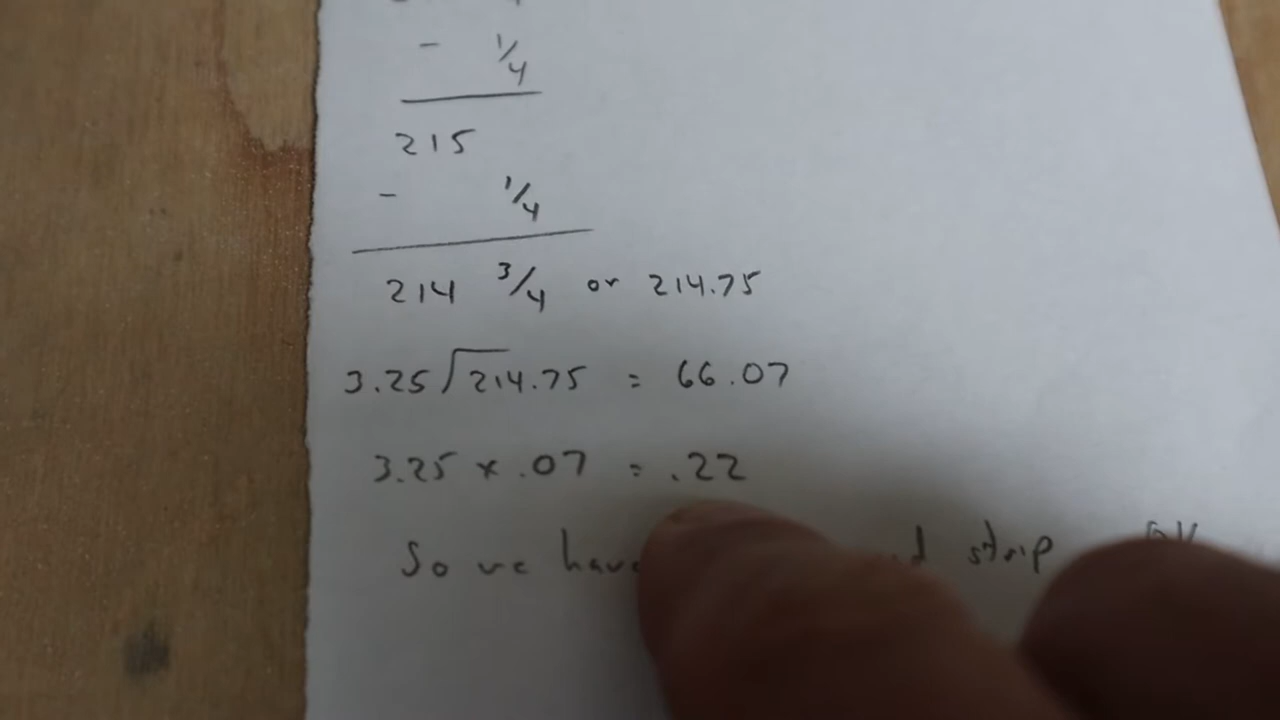 - 1/4
215
- 1/4
214 3/4 or 214.75
3.25 √214.75 = 66.07
3.25 x .07 = .22
So we have strip